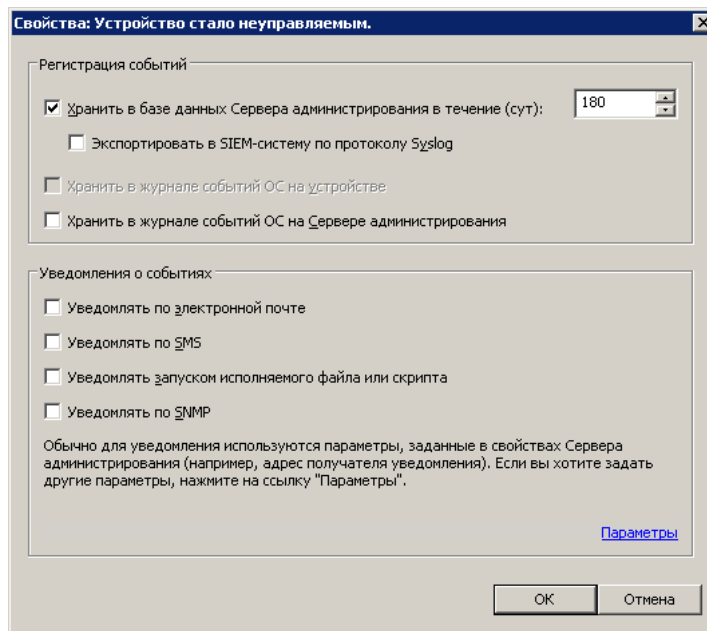 Свойства: Устройство стало неуправляемым.
Регистрация событий
Хранить в базе данных Сервера администрирования в течение (сут): 180
Экспортировать в SIEM-систему по протоколу Syslog
Хранить в журнале событий ОС на устройстве
Хранить в журнале событий ОС на Сервере администрирования
Уведомления о событиях
Уведомлять по электронной почте
Уведомлять по SMS
Уведомлять запуском исполняемого файла или скрипта
Уведомлять по SNMP
Обычно для уведомления используются параметры, заданные в свойствах Сервера
администрирования (например, адрес получателя уведомления). Если вы хотите задать
другие параметры, нажмите на ссылку "Параметры".
Параметры
ОК Отмена